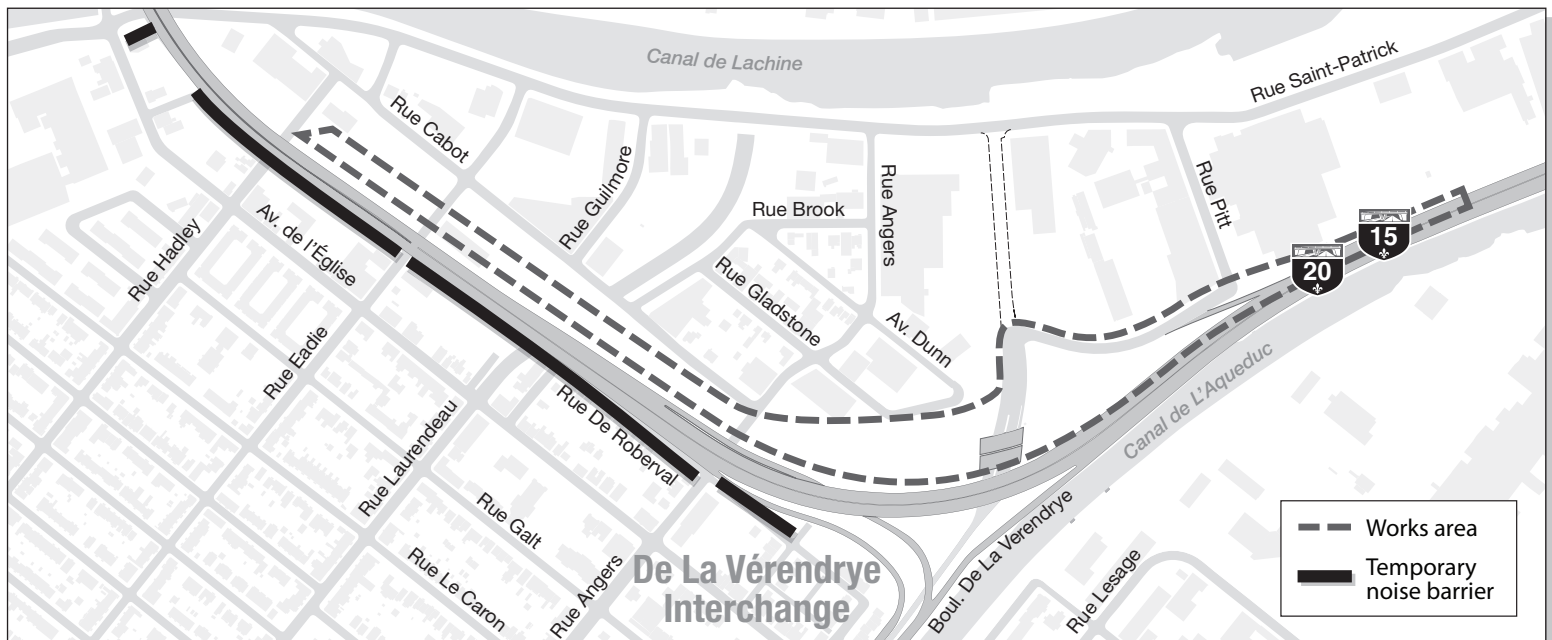 Canal de Lachine
Rue Saint-Patrick
Rue Cabot
Rue Guilmore
Rue Brook
Rue Angers
Rue Pitt
15
20
Rue Hadley
Av. de l'Église
Rue Gladstone
Av. Dunn
Rue Eadie
Canal de L'Aqueduc
Rue Laurendeau
Rue De Roberval
Rue Galt
Rue Le Caron
Rue Angers
De La Vérendrye
Interchange
Boul. De La Verendrye
Rue Lesage
Works area
Temporary
noise barrier